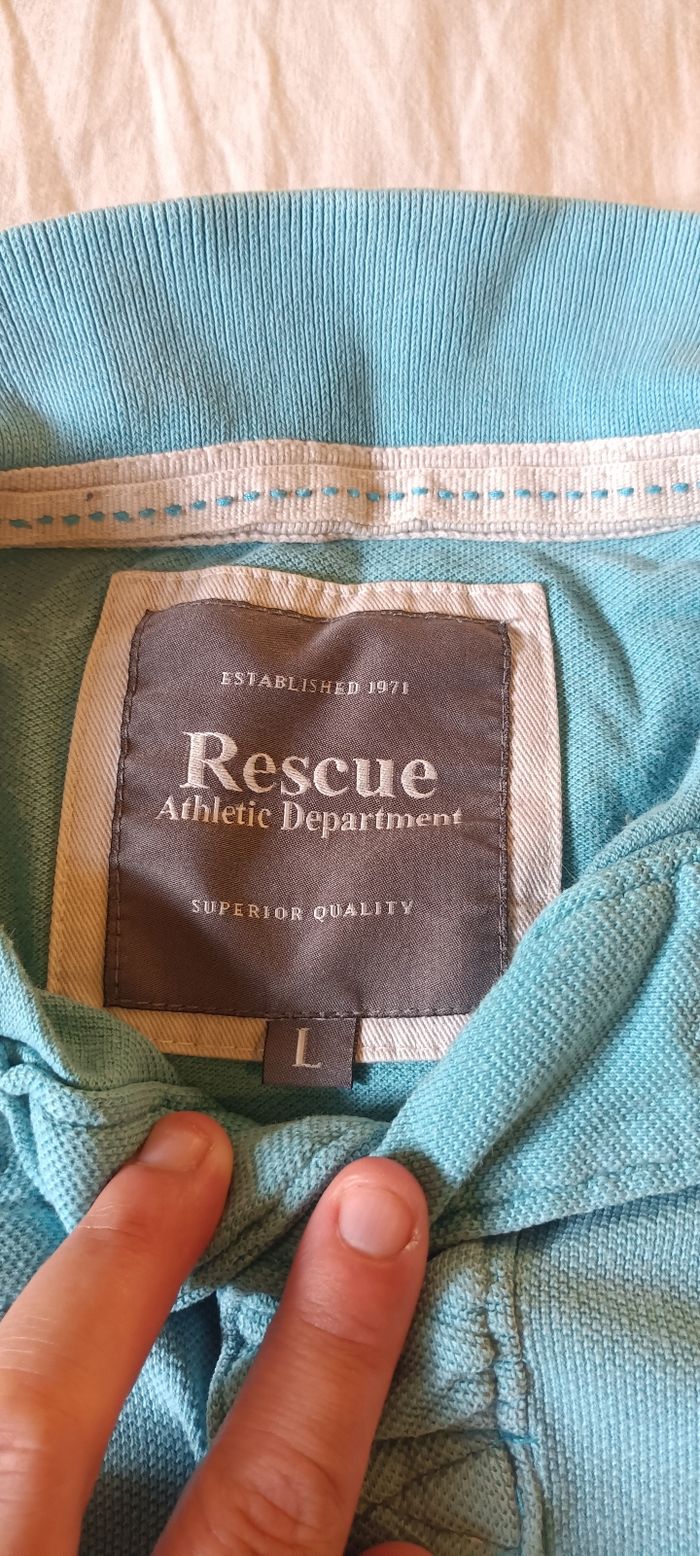 ESTABLISHED 1971
Rescue
Athletic Department
SUPERIOR QUALITY
L